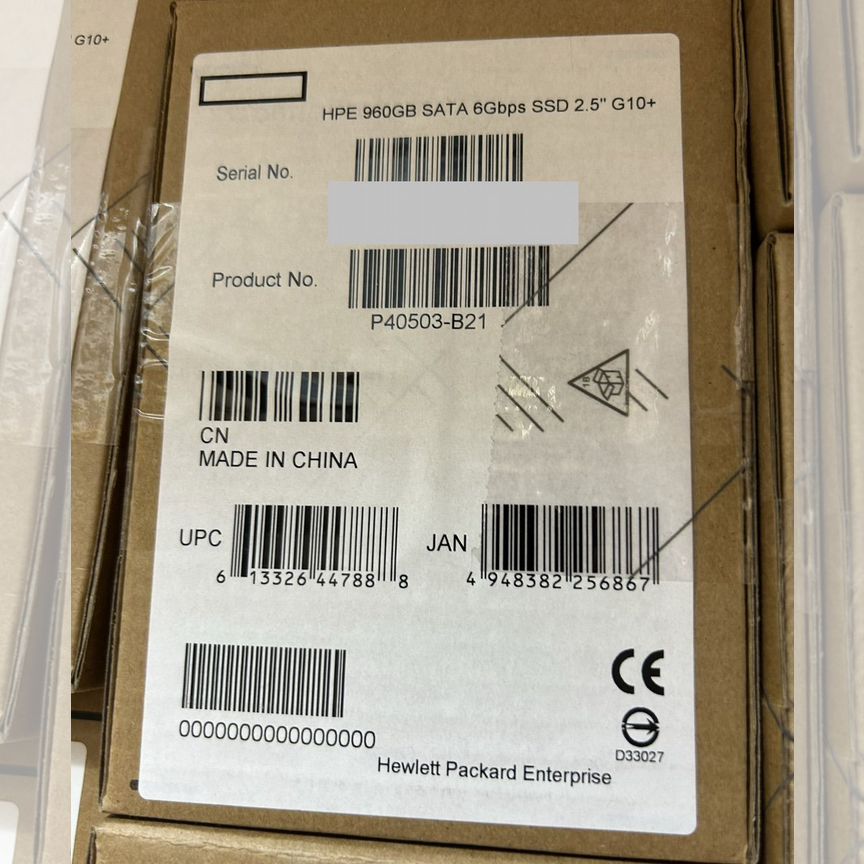 G10+
HPE 960GB SATA 6Gbps SSD 2.5" G10+
Serial No.
Product No.
P40503-B21
18
CN
MADE IN CHINA
UPC
6 13326 44788 8
JAN
4 948382 256867
0000000000000000
D33027
Hewlett Packard Enterprise